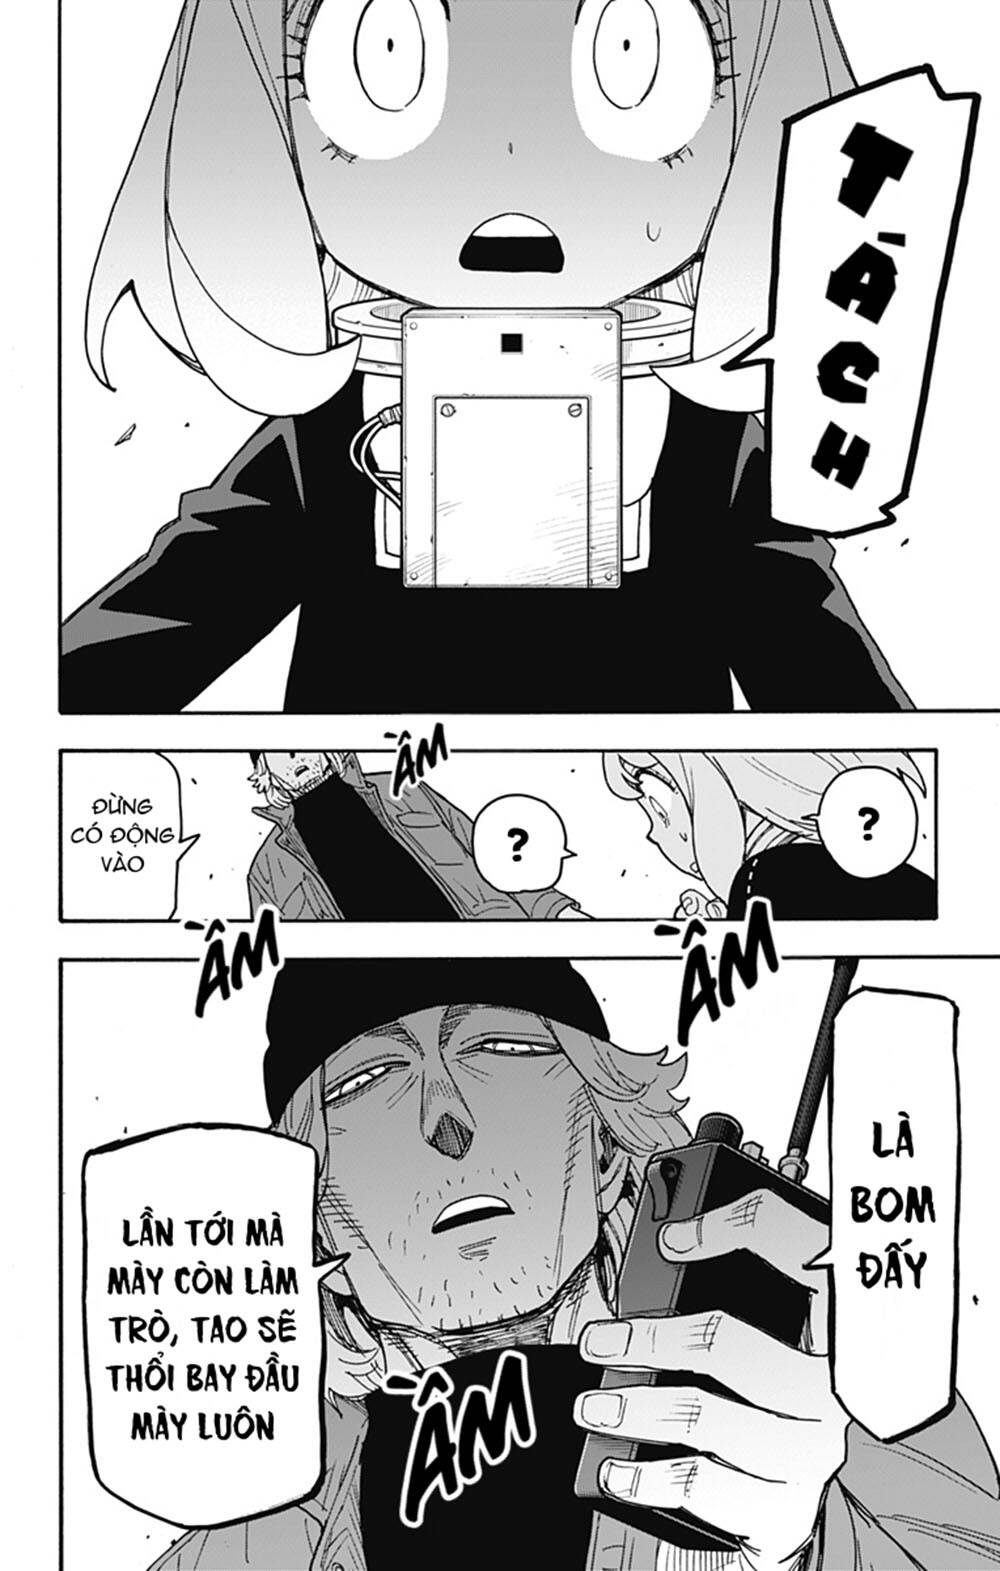 TÁCH
?
?
ẦM
ĐỪNG
CÓ ĐỘNG
VÀO
ẦM
ẦM
LÀ
BOM
ĐẤY
LẦN TỚI MÀ
MÀY CÒN LÀM
TRÒ, TAO SẼ
THỔI BAY ĐẦU
MÀY LUÔN
ẦM